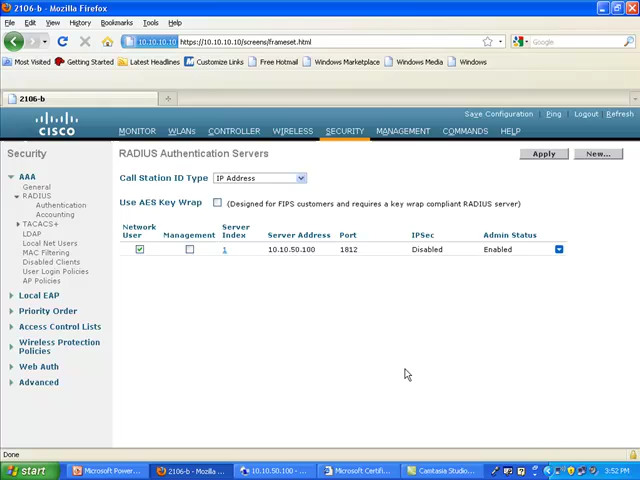 2106-b - Mozilla Firefox
File Edit View History Bookmarks Tools Help
10.10.10.10 https://10.10.10.10/screens/frameset.html
Google
Most Visited Getting Started Latest Headlines Customize Links Free Hotmail Windows Marketplace Windows Media Windows
2106-b
Save Configuration Ping Logout Refresh
CISCO
MONITOR WLANs CONTROLLER WIRELESS SECURITY MANAGEMENT COMMANDS HELP
Security
AAA
General
RADIUS
Authentication
Accounting
TACACS+
LDAP
Local Net Users
MAC Filtering
Disabled Clients
User Login Policies
AP Policies
Local EAP
Priority Order
Access Control Lists
Wireless Protection Policies
Web Auth
Advanced
RADIUS Authentication Servers
Apply New...
Call Station ID Type IP Address
Use AES Key Wrap (Designed for FIPS customers and requires a key wrap compliant RADIUS server)
Network User Management Server Index Server Address Port IPSec Admin Status
1 10.10.50.100 1812 Disabled Enabled
Done
start Microsoft Power... 2106-b - Mozilla ... 10.10.50.100 - ... Microsoft Certifi... Camtasia Studio... 3:52 PM